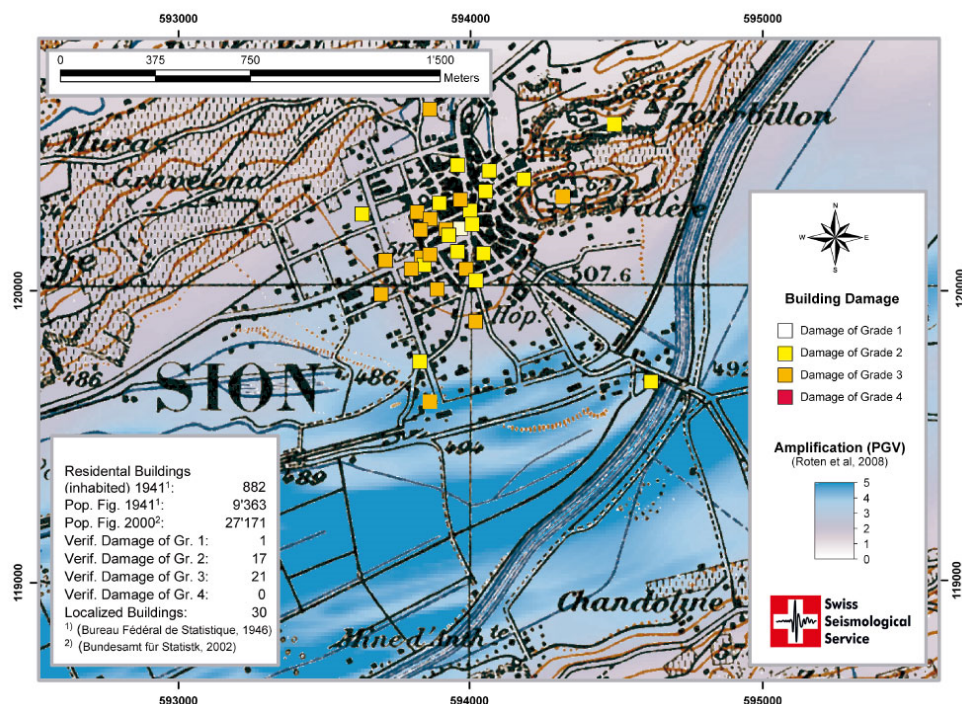 593000 594000 595000
0 375 750 1'500
Meters
Tourbillon
Muras
Gravelona
Valère
507.6
120000 120000
Hop.
486
SION
486
494
489
Building Damage
Damage of Grade 1
Damage of Grade 2
Damage of Grade 3
Damage of Grade 4
Amplification (PGV)
(Roten et al, 2008)
5
4
3
2
1
0
N
W E
S
Residental Buildings
(inhabited) 1941¹: 882
Pop. Fig. 1941¹: 9'363
Pop. Fig. 2000²: 27'171
Verif. Damage of Gr. 1: 1
Verif. Damage of Gr. 2: 17
Verif. Damage of Gr. 3: 21
Verif. Damage of Gr. 4: 0
Localized Buildings: 30
¹⁾ (Bureau Fédéral de Statistique, 1946)
²⁾ (Bundesamt für Statistk, 2002)
119000 119000
Chandoline
Mine d'Anth^te
Swiss
Seismological
Service
593000 594000 595000